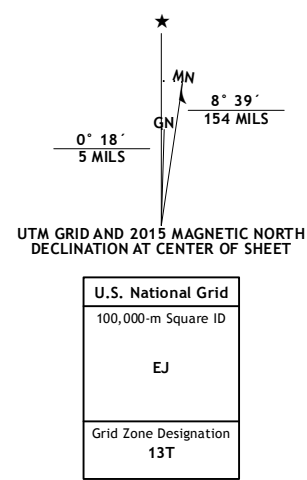 MN
8° 39´
154 MILS
GN
0° 18´
5 MILS
UTM GRID AND 2015 MAGNETIC NORTH
DECLINATION AT CENTER OF SHEET
U.S. National Grid
100,000-m Square ID
EJ
Grid Zone Designation
13T